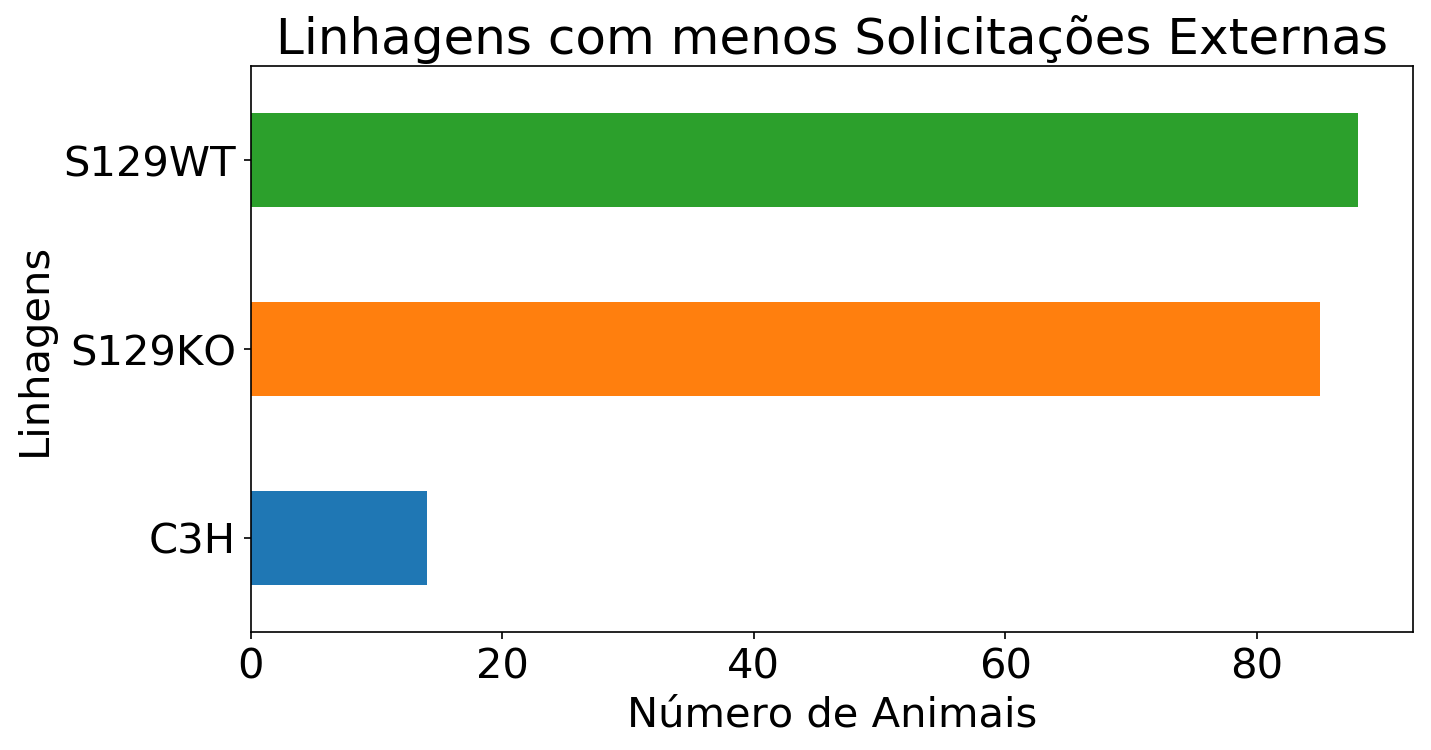 Linhagens com menos Solicitações Externas
Linhagens
S129WT
S129KO
C3H
0 20 40 60 80
Número de Animais